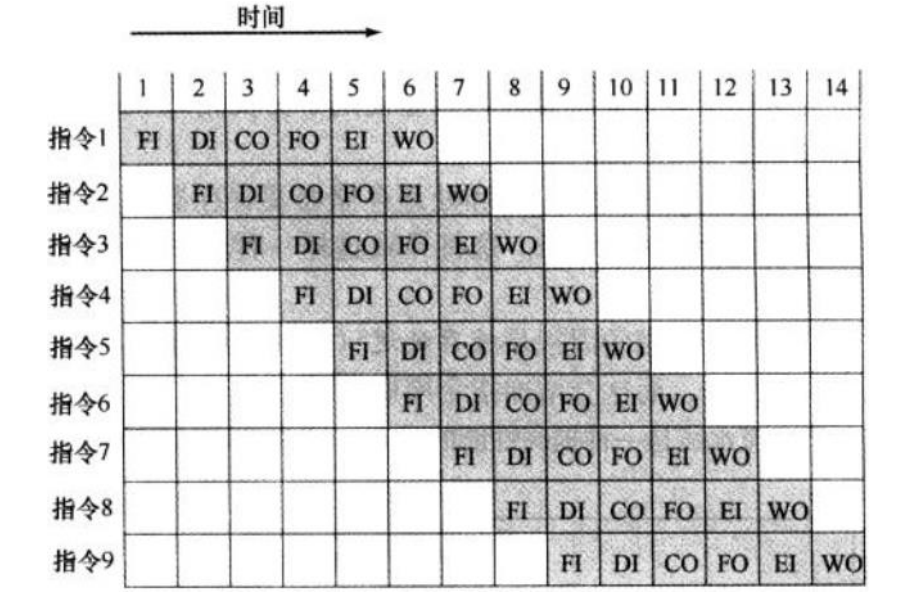 时间
1 2 3 4 5 6 7 8 9 10 11 12 13 14
指令1 FI DI CO FO EI WO
指令2 FI DI CO FO EI WO
指令3 FI DI CO FO EI WO
指令4 FI DI CO FO EI WO
指令5 FI DI CO FO EI WO
指令6 FI DI CO FO EI WO
指令7 FI DI CO FO EI WO
指令8 FI DI CO FO EI WO
指令9 FI DI CO FO EI WO